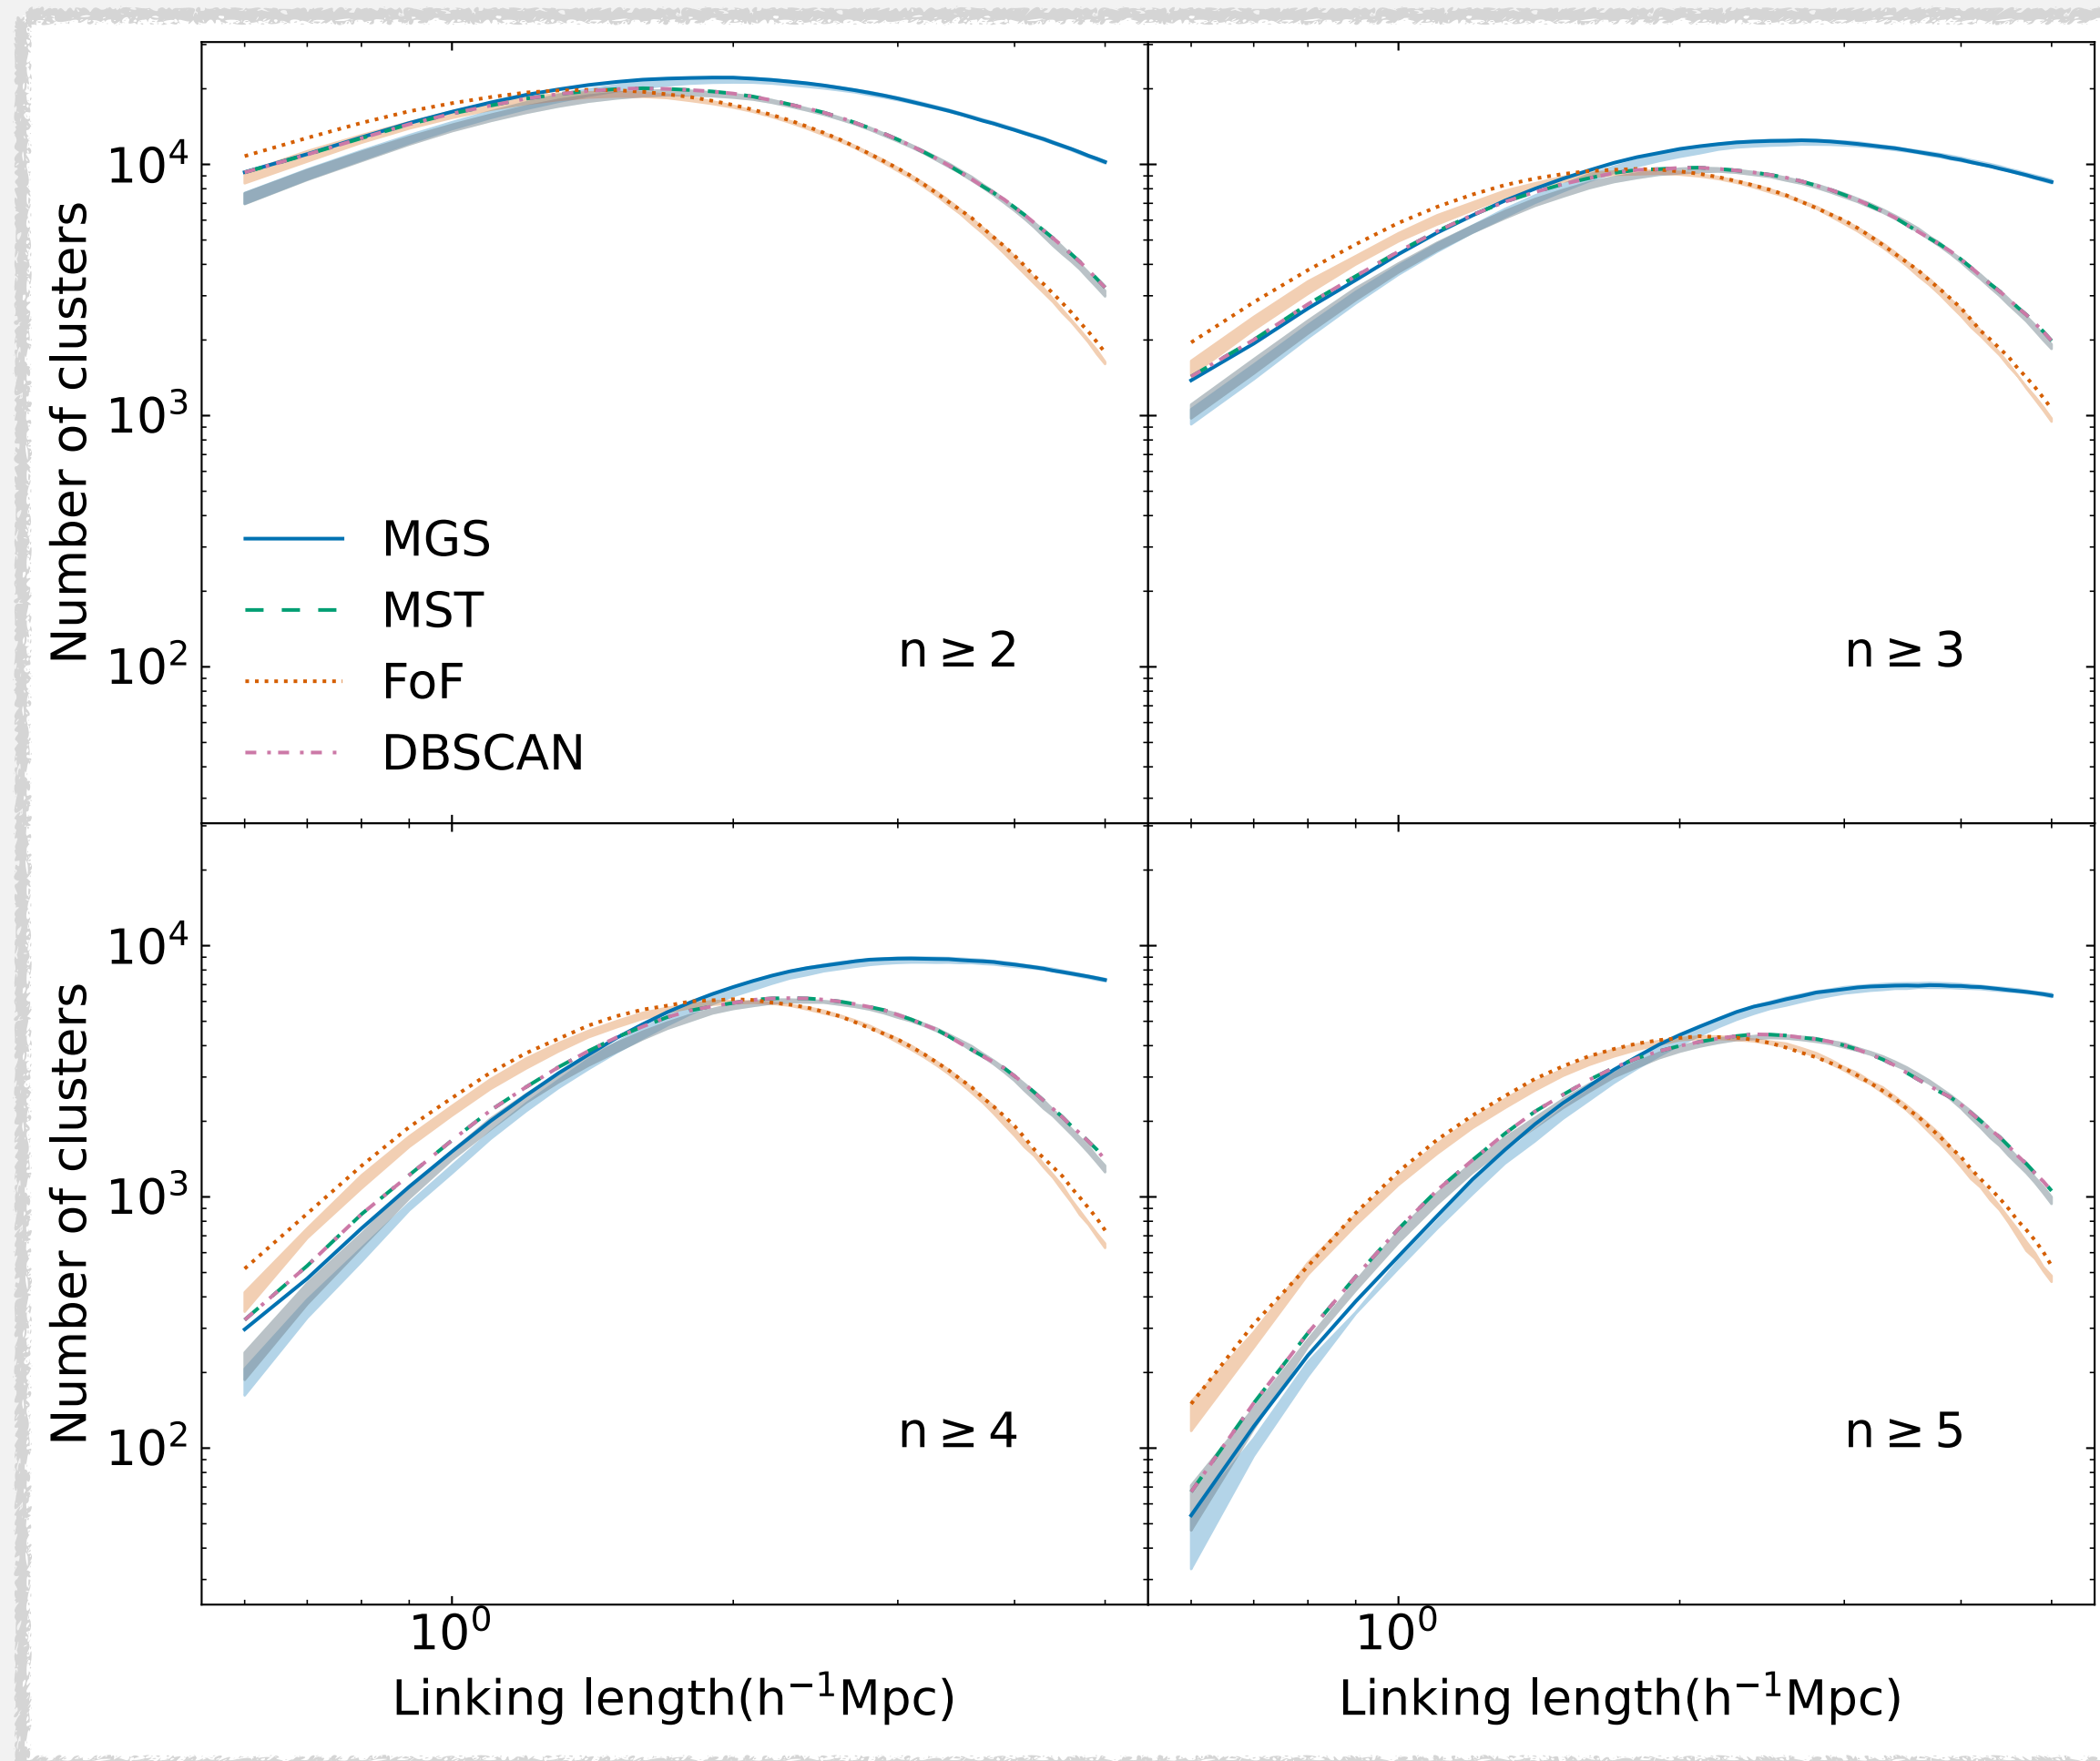 Number of clusters
10⁴
10³
10²
MGS
MST
FoF
DBSCAN
n ≥ 2
n ≥ 3
Number of clusters
10⁴
10³
10²
n ≥ 4
n ≥ 5
10⁰
10⁰
Linking length(h⁻¹Mpc)
Linking length(h⁻¹Mpc)